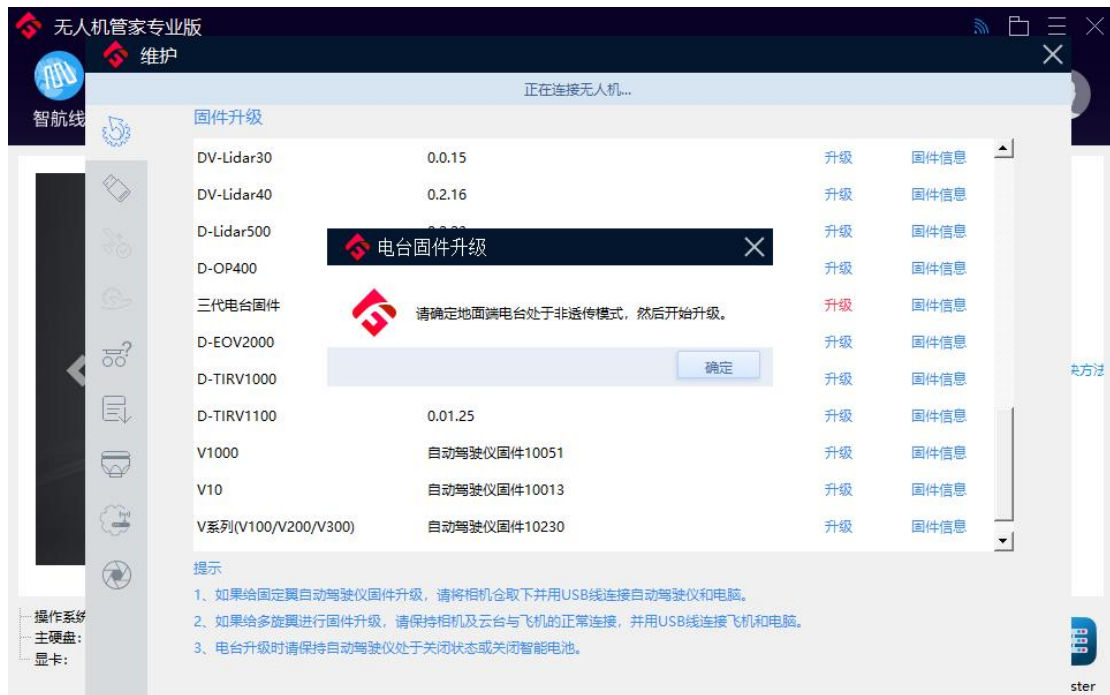 无人机管家专业版
维护
智航线
正在连接无人机...
固件升级
DV-Lidar30 0.0.15 升级 固件信息
DV-Lidar40 0.2.16 升级 固件信息
D-Lidar500 升级 固件信息
D-OP400 升级 固件信息
三代电台固件 升级 固件信息
D-EOV2000 升级 固件信息
D-TIRV1000 升级 固件信息
D-TIRV1100 0.01.25 升级 固件信息
V1000 自动驾驶仪固件10051 升级 固件信息
V10 自动驾驶仪固件10013 升级 固件信息
V系列(V100/V200/V300) 自动驾驶仪固件10230 升级 固件信息
电台固件升级
请确定地面端电台处于非透传模式，然后开始升级。
确定
决方法
提示
1、如果给固定翼自动驾驶仪固件升级，请将相机仓取下并用USB线连接自动驾驶仪和电脑。
2、如果给多旋翼进行固件升级，请保持相机及云台与飞机的正常连接，并用USB线连接飞机和电脑。
3、电台升级时请保持自动驾驶仪处于关闭状态或关闭智能电池。
操作系统
主硬盘:
显卡:
ster